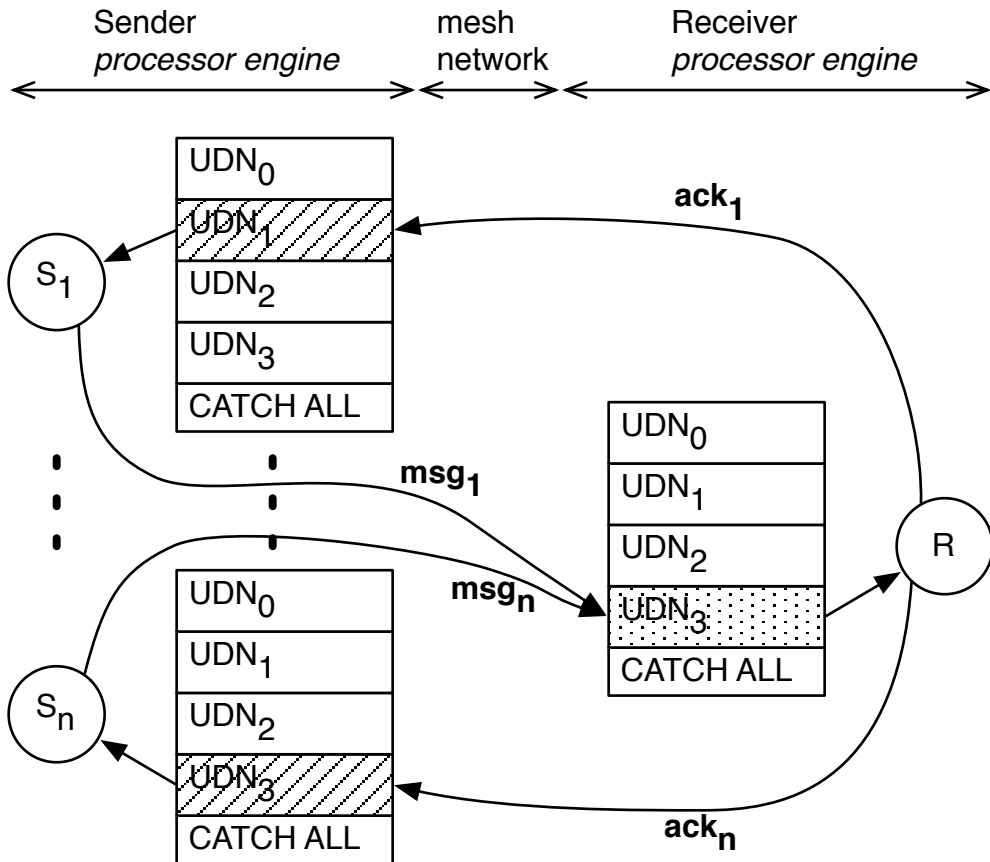 Sender
processor engine
mesh
network
Receiver
processor engine
UDN0
UDN1
UDN2
UDN3
CATCH ALL
S1
ack1
msg1
UDN0
UDN1
UDN2
UDN3
CATCH ALL
R
msgn
UDN0
UDN1
UDN2
UDN3
CATCH ALL
Sn
ackn